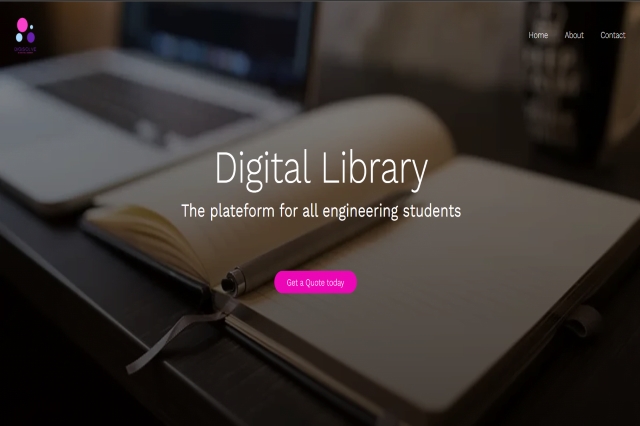 Home About Contact
Digital Library
The plateform for all engineering students
Get a Quote today